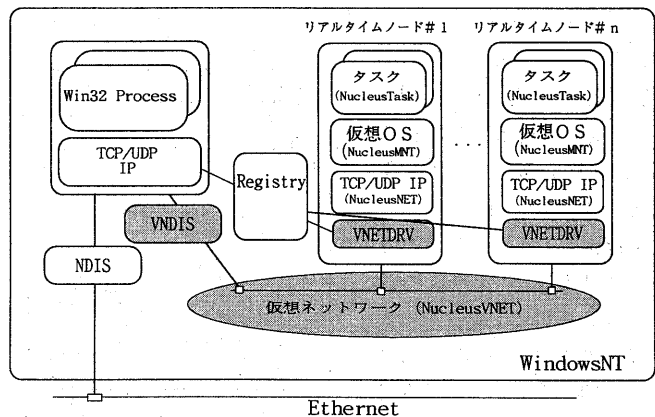 リアルタイムノード＃1
リアルタイムノード＃n
Win32 Process
TCP/UDP
IP
VNDIS
NDIS
Registry
タスク
(NucleusTask)
仮想OS
(NucleusMNT)
TCP/UDP IP
(NucleusNET)
VNETDRV
....
タスク
(NucleusTask)
仮想OS
(NucleusMNT)
TCP/UDP IP
(NucleusNET)
VNETDRV
仮想ネットワーク (NucleusVNET)
WindowsNT
Ethernet